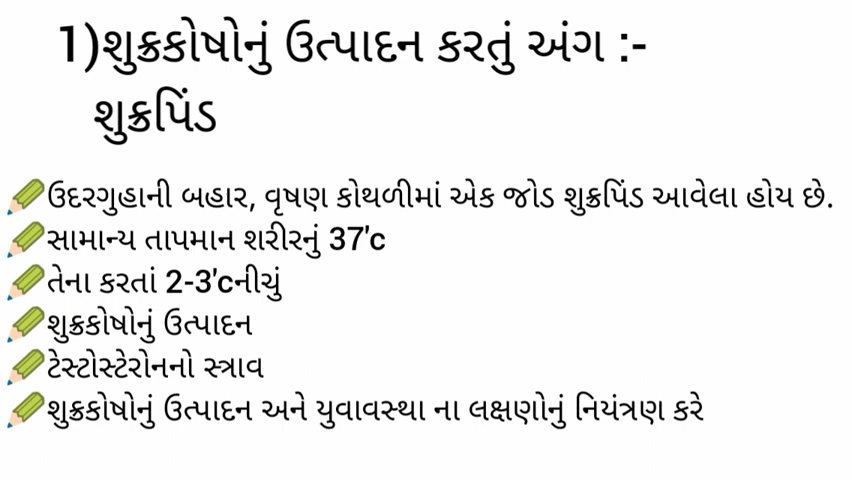 1)શુક્રકોષોનું ઉત્પાદન કરતું અંગ :-
શુક્રપિંડ
ઉદરગુહાની બહાર, વૃષણ કોથળીમાં એક જોડ શુક્રપિંડ આવેલા હોય છે.
સામાન્ય તાપમાન શરીરનું 37'c
તેના કરતાં 2-3'cનીચું
શુક્રકોષોનું ઉત્પાદન
ટેસ્ટોસ્ટેરોનનો સ્ત્રાવ
શુક્રકોષોનું ઉત્પાદન અને યુવાવસ્થા ના લક્ષણોનું નિયંત્રણ કરે